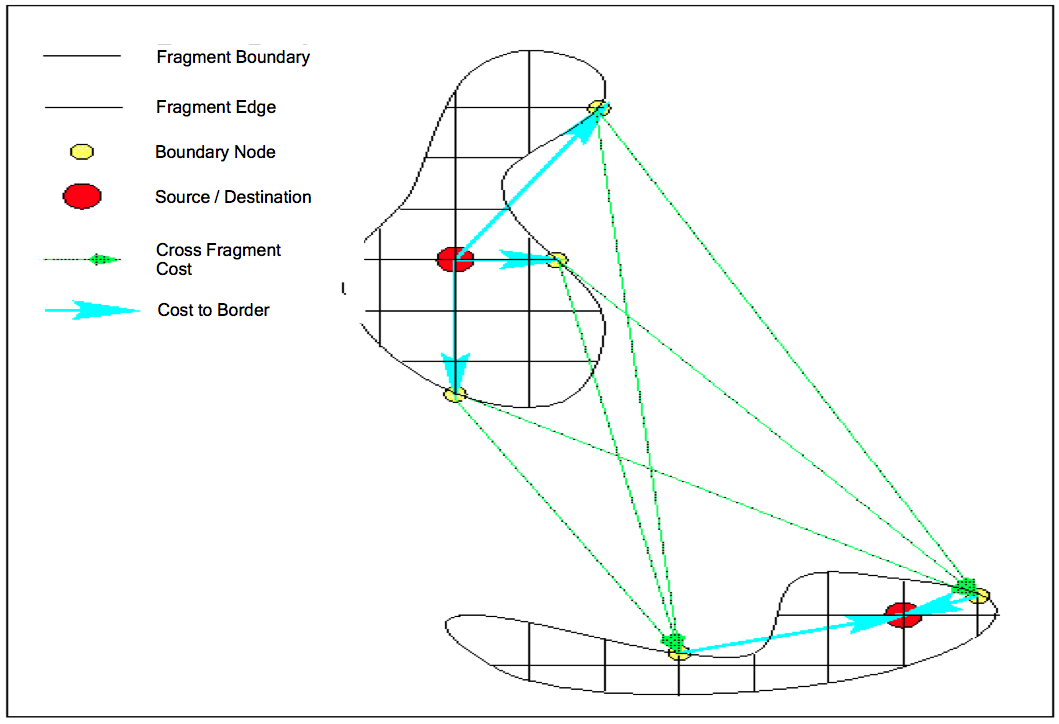 Fragment Boundary
Fragment Edge
Boundary Node
Source / Destination
Cross Fragment
Cost
Cost to Border